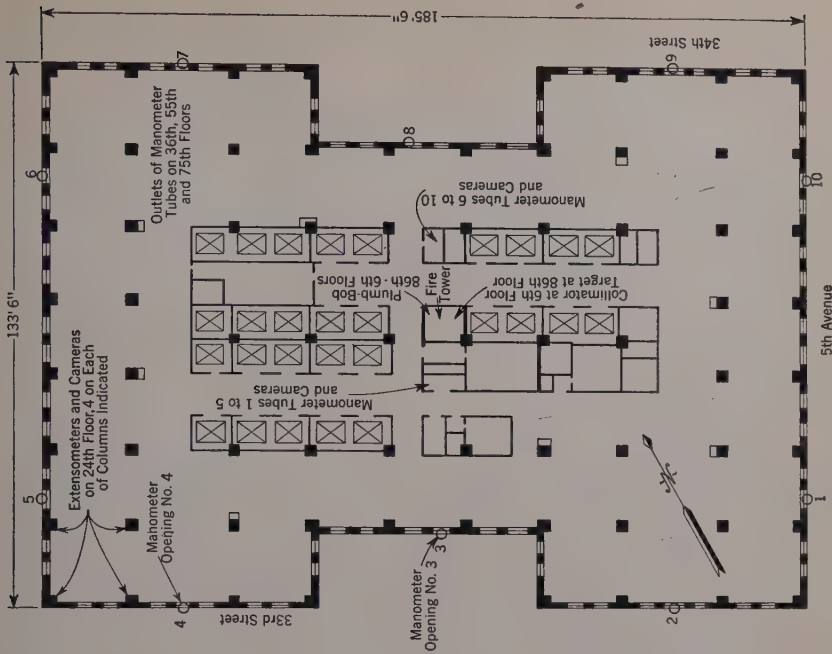 133' 6"
185' 6"
34th Street
33rd Street
5th Avenue
Extensometers and Cameras
on 24th Floor, 4 on Each
of Columns Indicated
Outlets of Manometer
Tubes on 36th, 55th
and 75th Floors
Mahometer
Opening No. 4
Manometer
Opening No. 3
Manometer Tubes 1 to 5
and Cameras
Plumb-Bob
86th - 6th Floors
Fire
Tower
Collimator at 6th Floor
Target at 86th Floor
Manometer Tubes 6 to 10
and Cameras
N
1
2
3
4
5
6
7
8
9
10